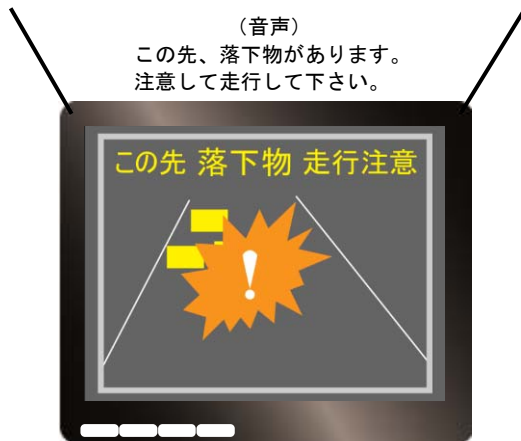 （音声）
この先、落下物があります。
注意して走行して下さい。
この先 落下物 走行注意
!